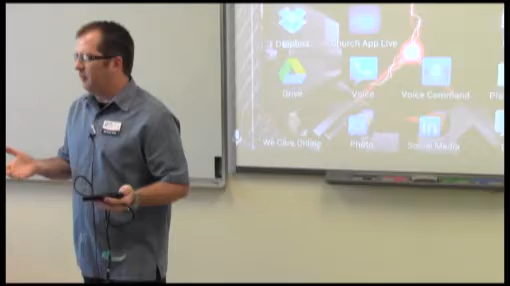 Dropbox
Church App Live
Drive
Voice
Voice Command
We Care Online
Photo
Social Media